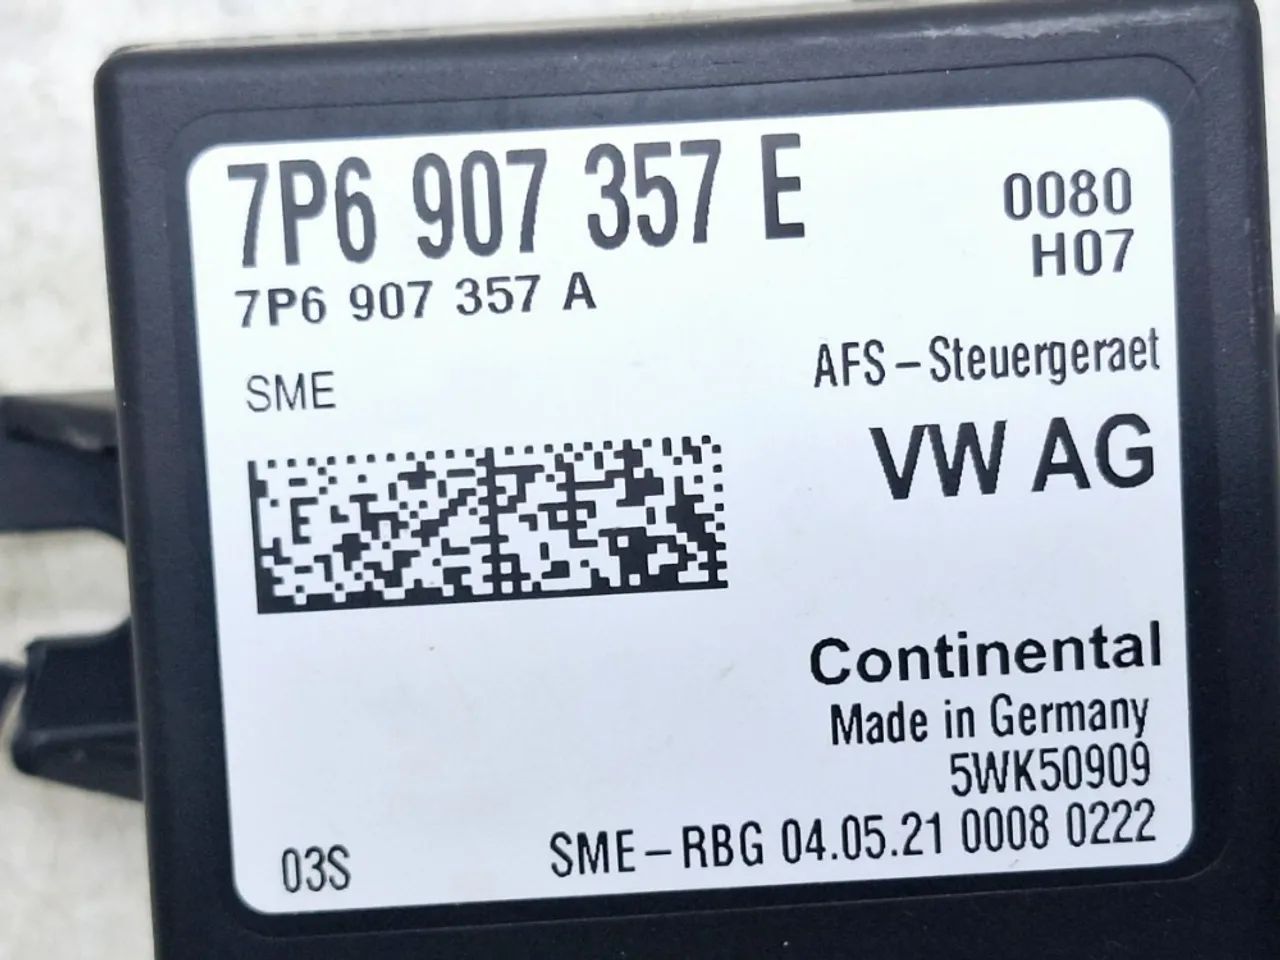 7P6 907 357 E
0080
H07
7P6 907 357 A
AFS-Steuergeraet
SME
VW AG
Continental
Made in Germany
5WK50909
03S
SME-RBG 04.05.21 0008 0222